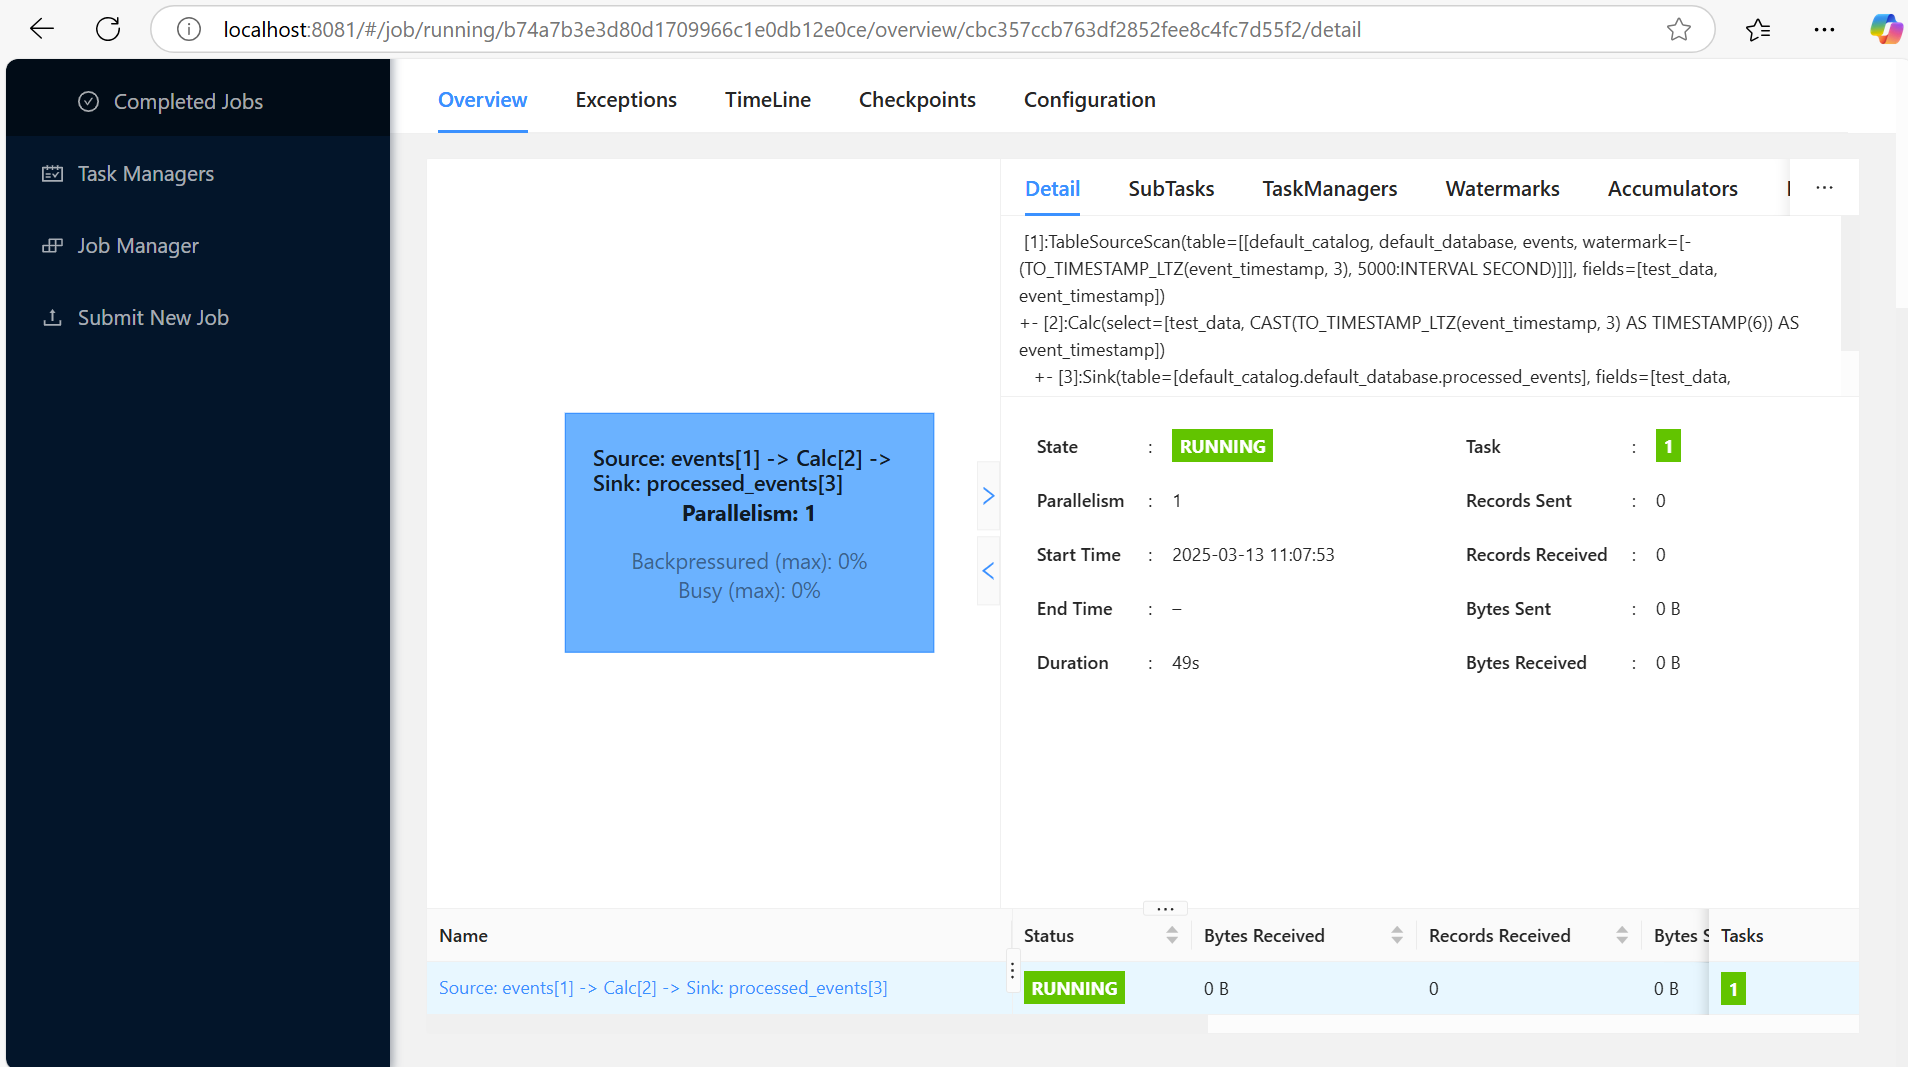 localhost:8081/#/job/running/b74a7b3e3d80d1709966c1e0db12e0ce/overview/cbc357ccb763df2852fee8c4fc7d55f2/detail
Completed Jobs
Task Managers
Job Manager
Submit New Job
Overview Exceptions TimeLine Checkpoints Configuration
Source: events[1] -> Calc[2] ->
Sink: processed_events[3]
Parallelism: 1
Backpressured (max): 0%
Busy (max): 0%
Detail SubTasks TaskManagers Watermarks Accumulators ...
[1]:TableSourceScan(table=[[default_catalog, default_database, events, watermark=[-
(TO_TIMESTAMP_LTZ(event_timestamp, 3), 5000:INTERVAL SECOND)]]], fields=[test_data,
event_timestamp])
+- [2]:Calc(select=[test_data, CAST(TO_TIMESTAMP_LTZ(event_timestamp, 3) AS TIMESTAMP(6)) AS
event_timestamp])
+- [3]:Sink(table=[default_catalog.default_database.processed_events], fields=[test_data,
State : RUNNING Task : 1
Parallelism : 1 Records Sent : 0
Start Time : 2025-03-13 11:07:53 Records Received : 0
End Time : – Bytes Sent : 0 B
Duration : 49s Bytes Received : 0 B
Name Status Bytes Received Records Received Bytes S Tasks
Source: events[1] -> Calc[2] -> Sink: processed_events[3] RUNNING 0 B 0 0 B 1